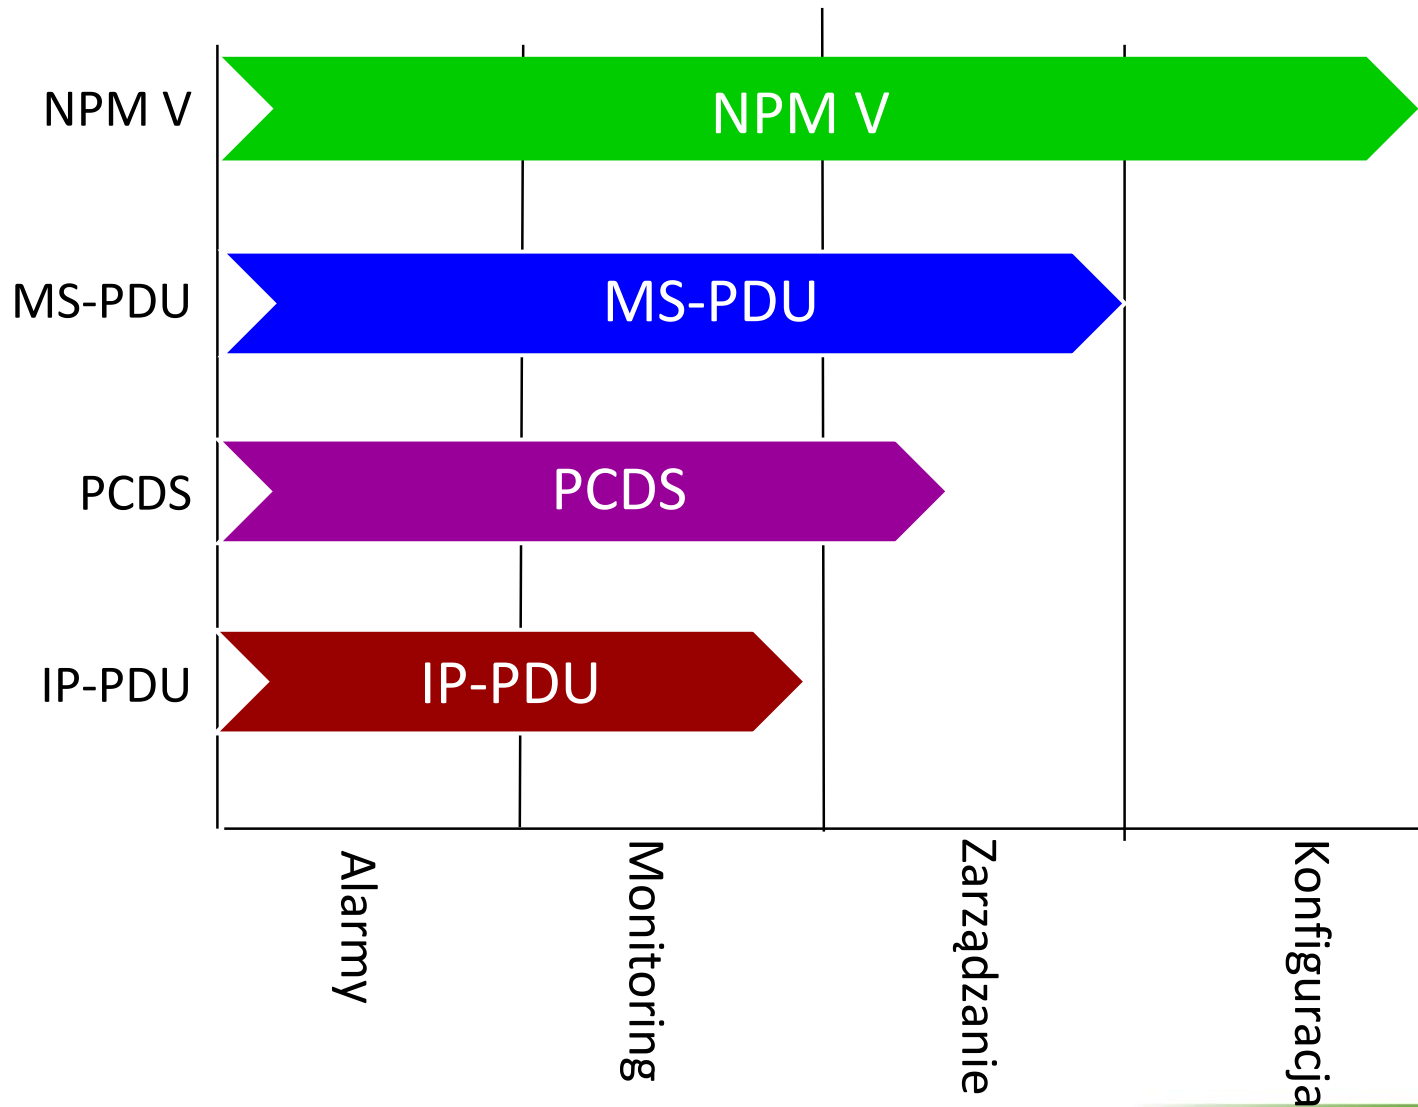 NPM V
NPM V
MS-PDU
MS-PDU
PCDS
PCDS
IP-PDU
IP-PDU
Alarmy
Monitoring
Zarządzanie
Konfiguracja